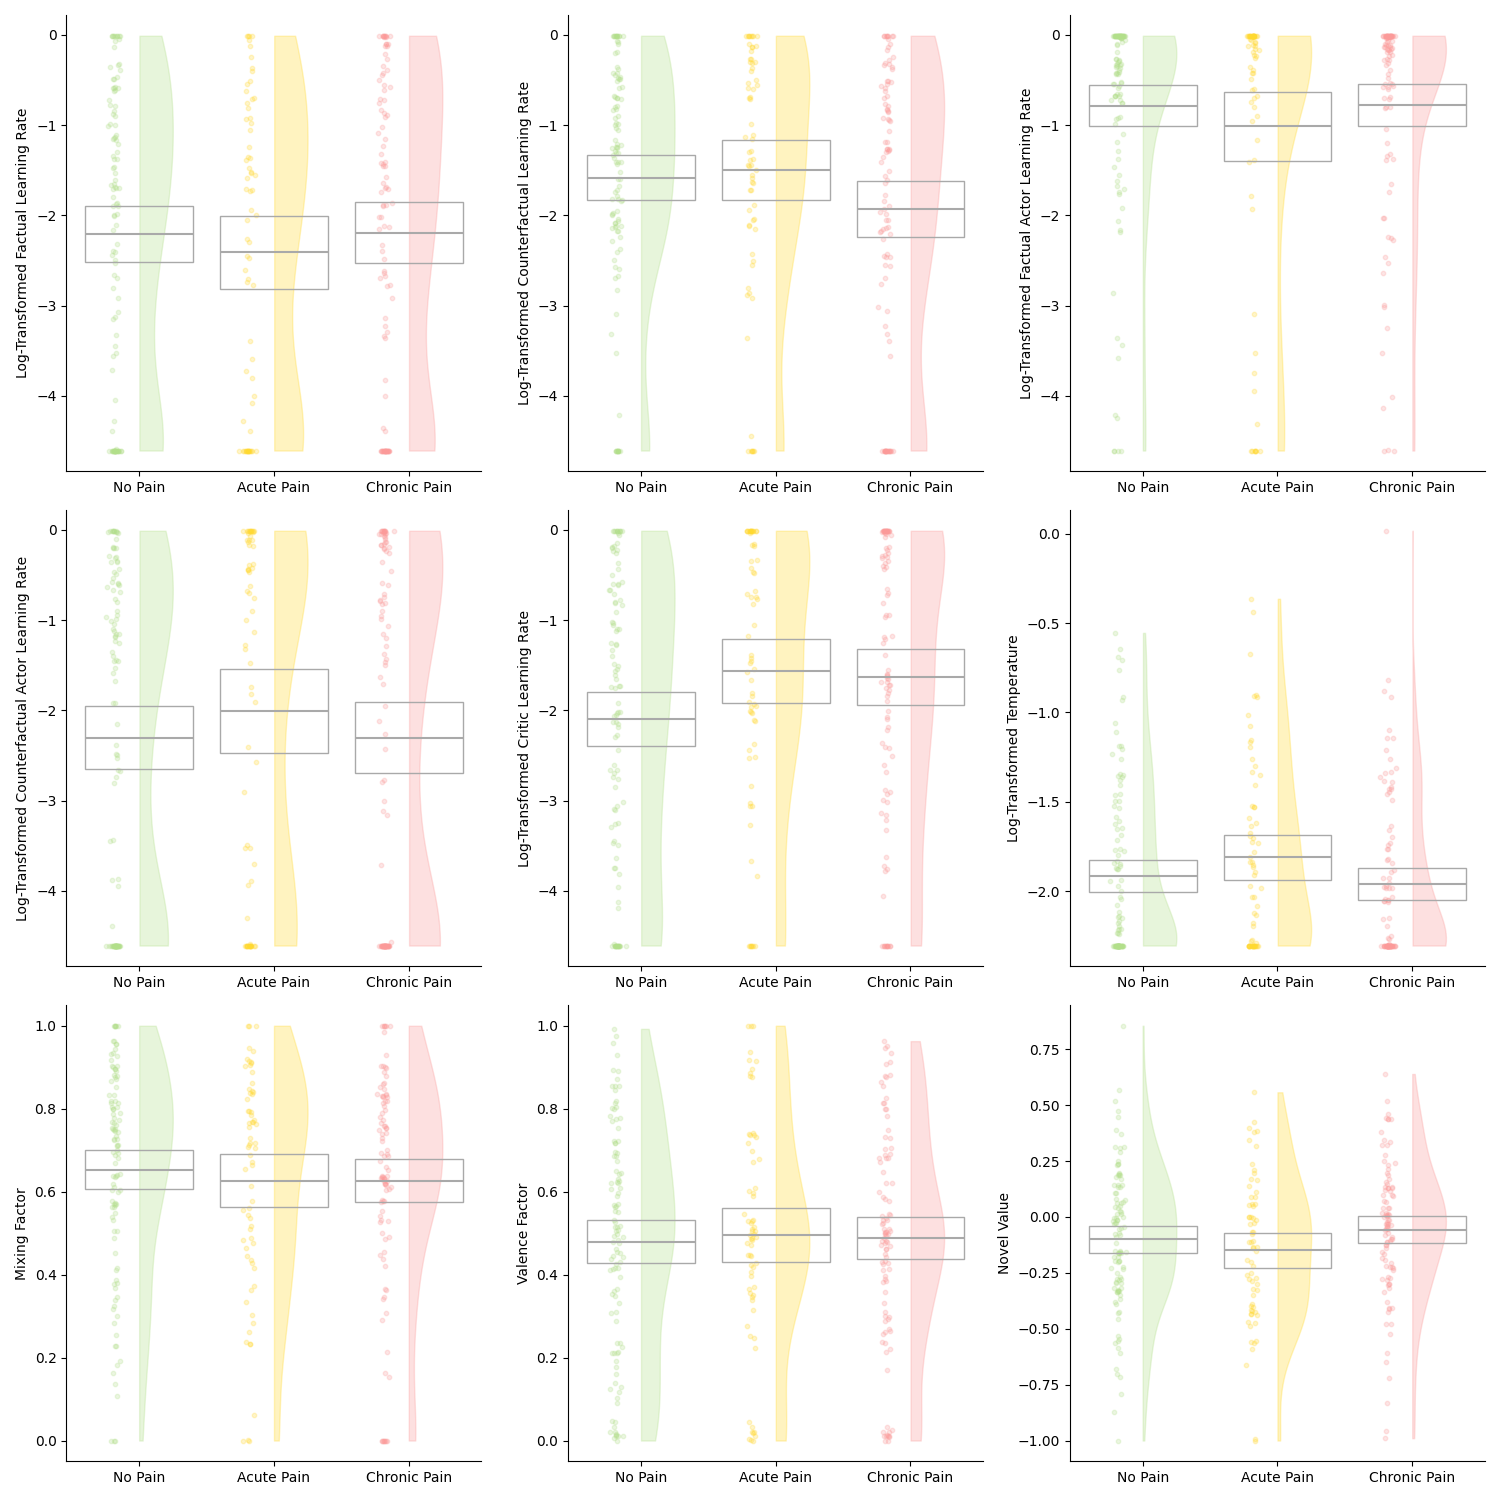 Log-Transformed Factual Learning Rate
0
−1
−2
−3
−4
No Pain Acute Pain Chronic Pain
Log-Transformed Counterfactual Learning Rate
0
−1
−2
−3
−4
No Pain Acute Pain Chronic Pain
Log-Transformed Factual Actor Learning Rate
0
−1
−2
−3
−4
No Pain Acute Pain Chronic Pain
Log-Transformed Counterfactual Actor Learning Rate
0
−1
−2
−3
−4
No Pain Acute Pain Chronic Pain
Log-Transformed Critic Learning Rate
0
−1
−2
−3
−4
No Pain Acute Pain Chronic Pain
Log-Transformed Temperature
0.0
−0.5
−1.0
−1.5
−2.0
No Pain Acute Pain Chronic Pain
Mixing Factor
1.0
0.8
0.6
0.4
0.2
0.0
No Pain Acute Pain Chronic Pain
Valence Factor
1.0
0.8
0.6
0.4
0.2
0.0
No Pain Acute Pain Chronic Pain
Novel Value
0.75
0.50
0.25
0.00
−0.25
−0.50
−0.75
−1.00
No Pain Acute Pain Chronic Pain